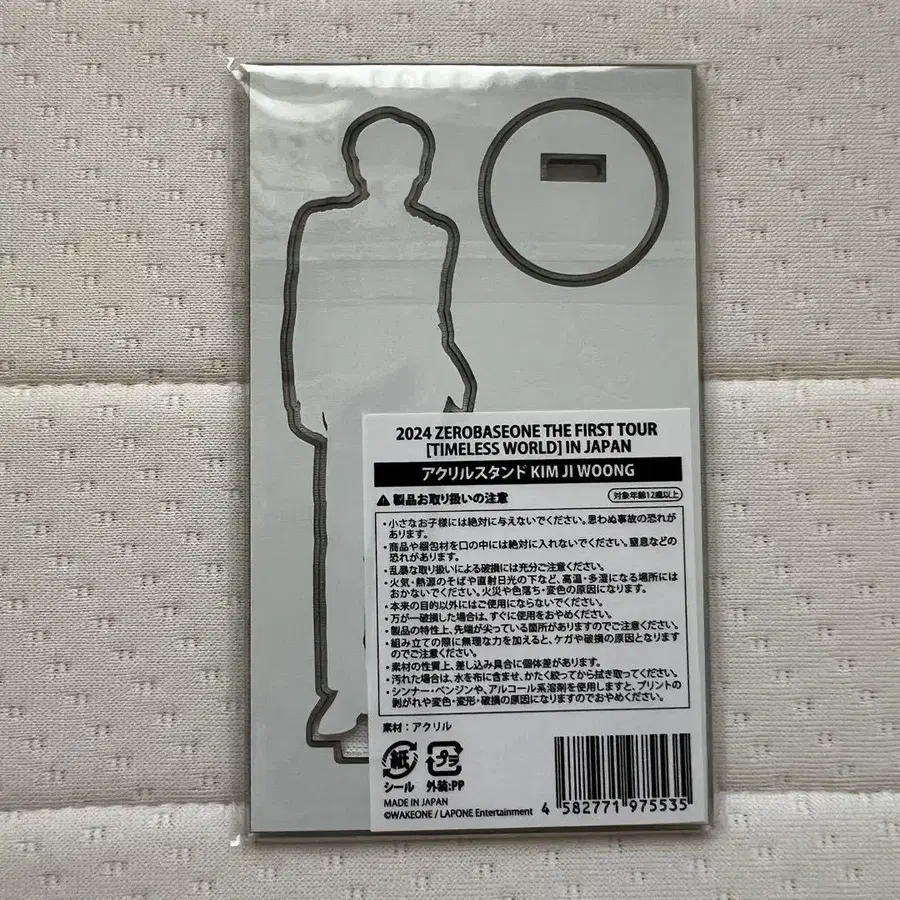 2024 ZEROBASEONE THE FIRST TOUR
[TIMELESS WORLD] IN JAPAN
アクリルスタンド KIM JI WOONG
⚠ 製品お取り扱いの注意
対象年齢12歳以上
・小さなお子様には絶対に与えないでください。思わぬ事故の恐れが
あります。
・商品や梱包材を口の中には絶対に入れないでください。窒息などの
恐れがあります。
・乱暴な取り扱いによる破損には充分ご注意ください。
・火気・熱源のそばや直射日光の下など、高温・多湿になる場所には
おかないでください。火災や色落ち・変色の原因になります。
・本来の目的以外にはご使用にならないでください。
・万が一破損した場合は、すぐに使用をおやめください。
・製品の特性上、先端が尖っている箇所がありますのでご注意ください。
・組み立ての際に無理な力を加えると、ケガや破損の原因となります
のでご注意ください。
・素材の性質上、差し込み具合に個体差があります。
・汚れた場合は、水を布に含ませ、かたく絞ってから拭き取ってください。
・シンナー・ベンジンや、アルコール系溶剤を使用しますと、プリントの
剥がれや変色・変形・破損の原因になりますのでおやめください。
素材：アクリル
紙
プラ
シール
外装:PP
MADE IN JAPAN
©WAKEONE / LAPONE Entertainment
4 582771 975535